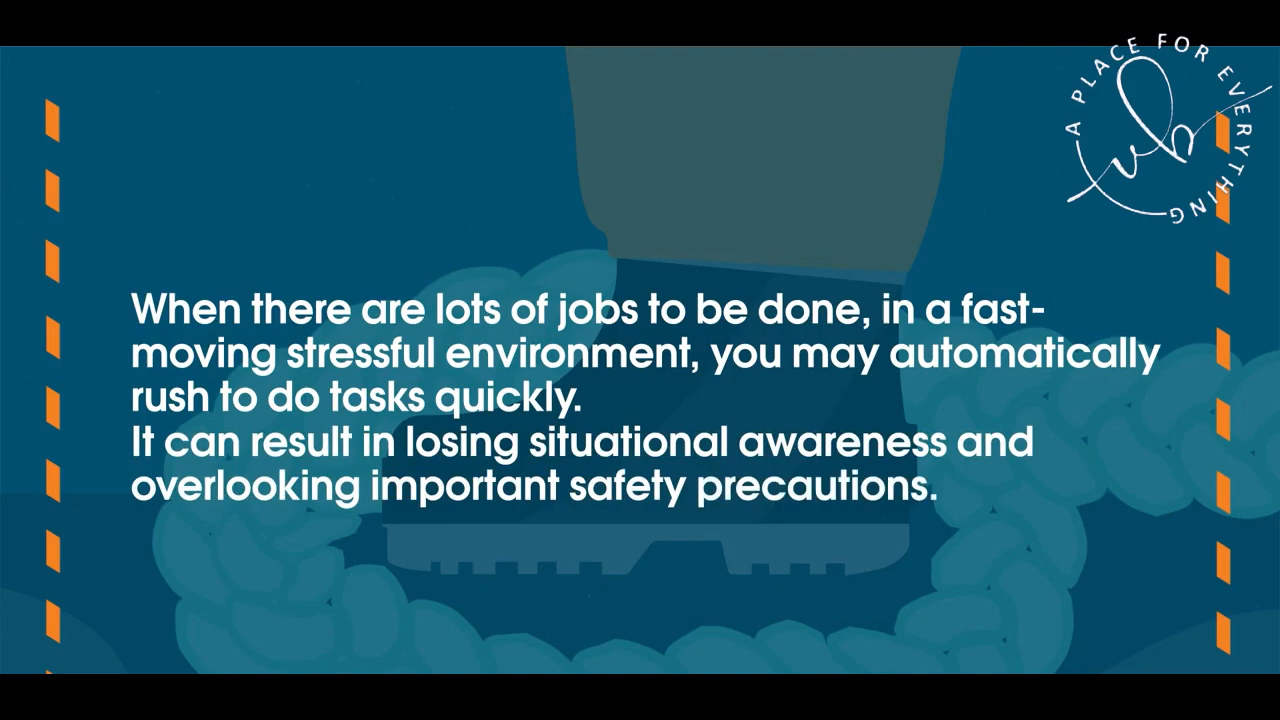 A PLACE FOR EVERYTHING
When there are lots of jobs to be done, in a fast-
moving stressful environment, you may automatically
rush to do tasks quickly.
It can result in losing situational awareness and
overlooking important safety precautions.